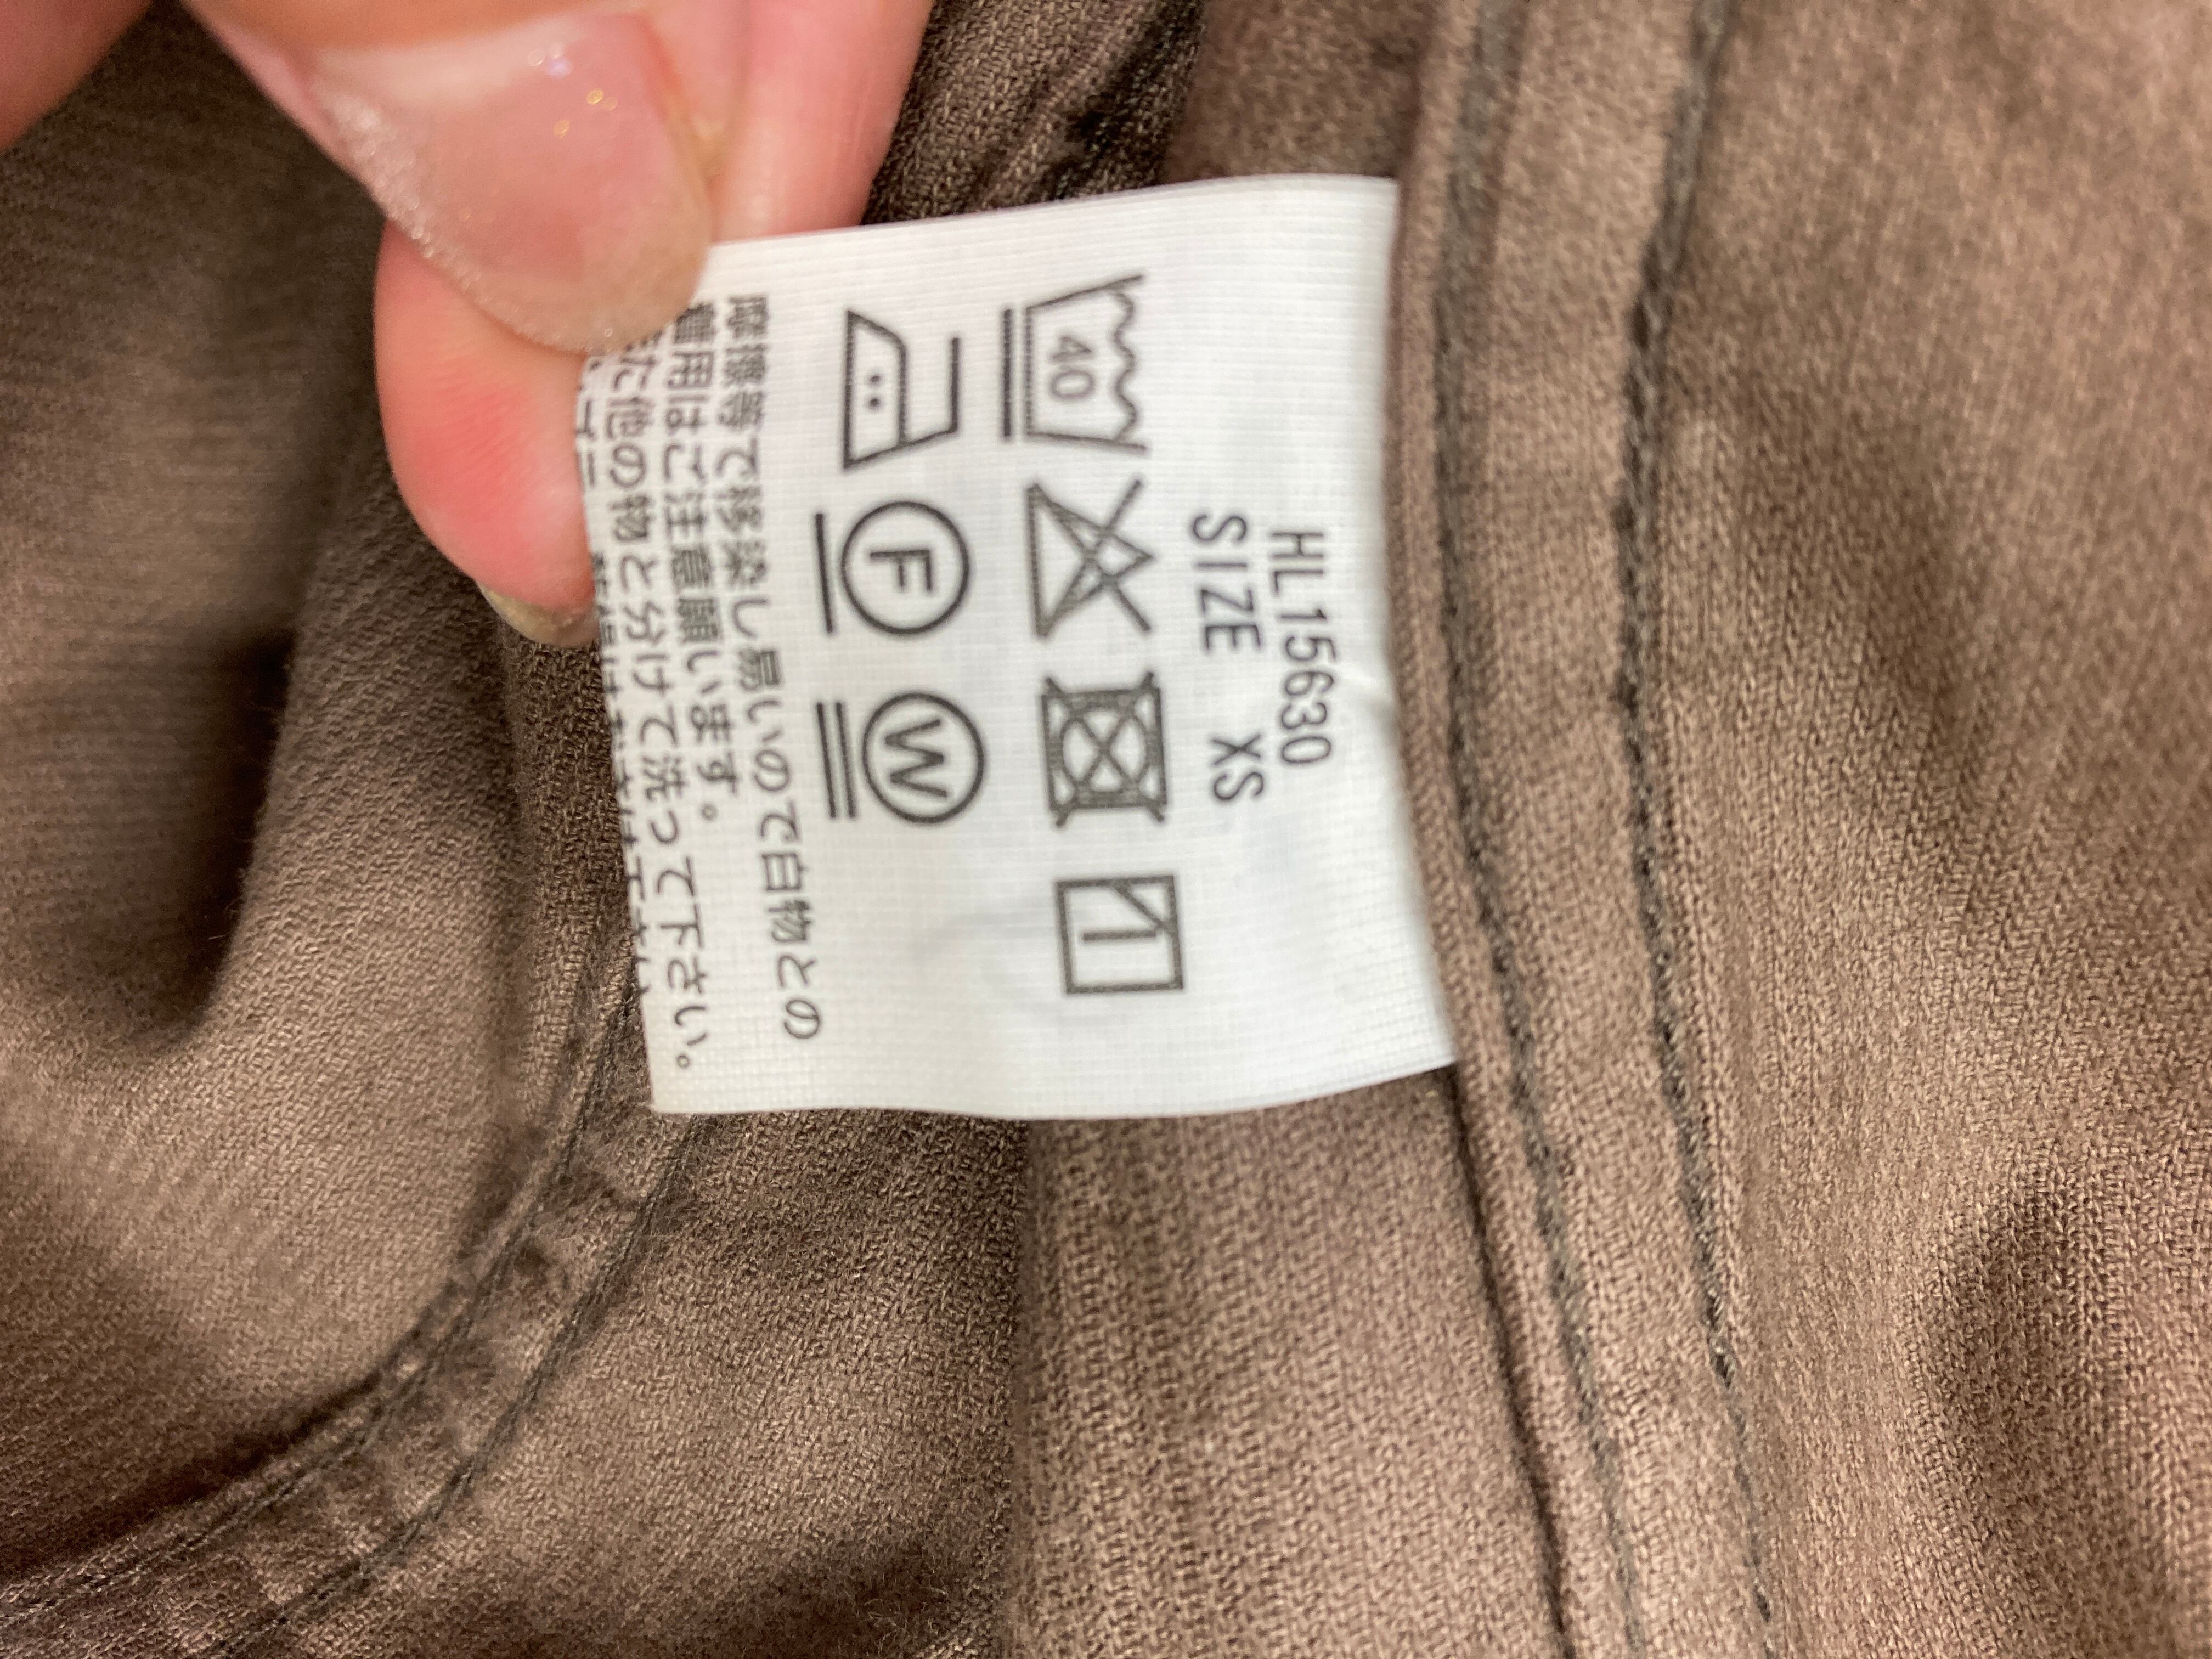 HL15630
SIZE XS
40
F
W
摩擦等で移染し易いので白物との
着用はご注意願います。
また他の物と分けて洗って下さい。